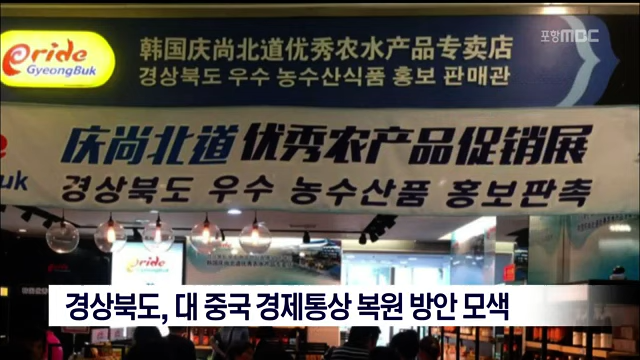 포항MBC
pride
GyeongBuk
韩国庆尚北道优秀农水产品专卖店
경상북도 우수 농수산식품 홍보 판매관
庆尚北道 优秀农产品促销展
경상북도 우수 농수산품 홍보판촉
uk
pride
GyeongBuk
경상북도, 대 중국 경제통상 복원 방안 모색